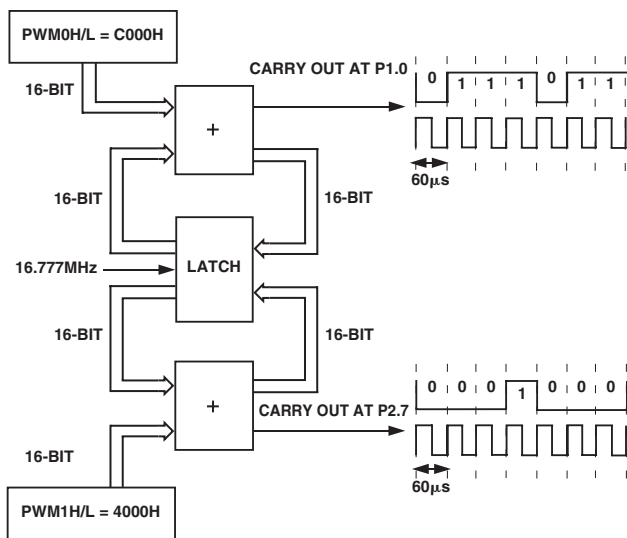 PWM0H/L = C000H
16-BIT
CARRY OUT AT P1.0
0 1 1 1 0 1 1
+
60µs
16-BIT
16-BIT
16.777MHz
LATCH
16-BIT
16-BIT
0 0 0 1 0 0 0
+
CARRY OUT AT P2.7
16-BIT
60µs
PWM1H/L = 4000H